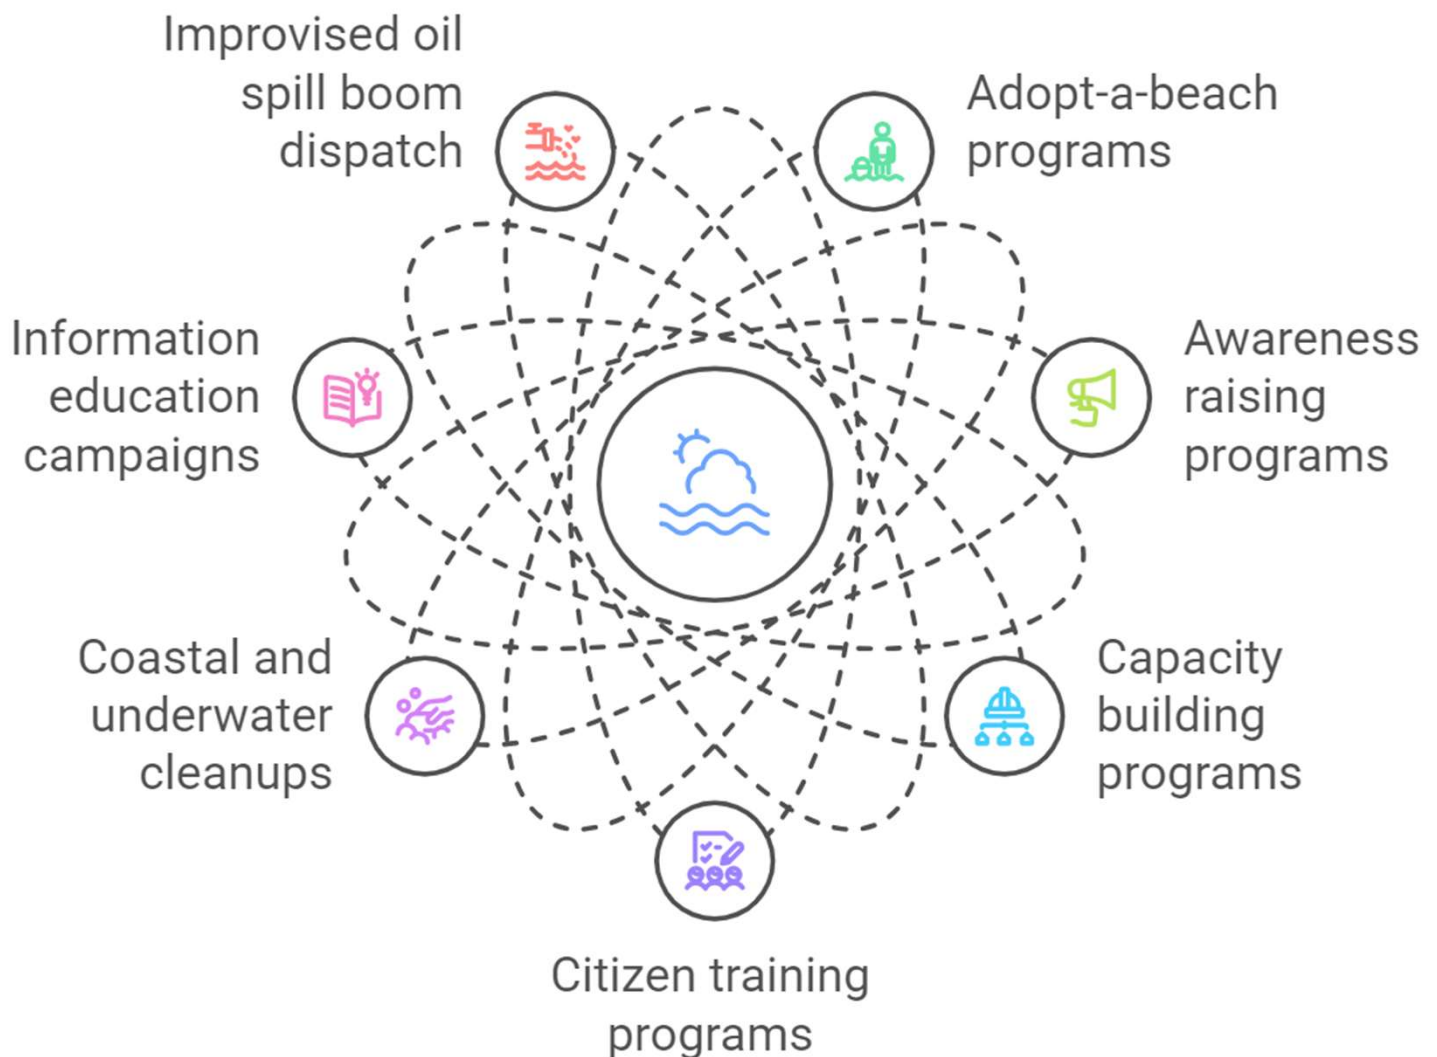 Improvised oil
spill boom
dispatch
Adopt-a-beach
programs
Information
education
campaigns
Awareness
raising
programs
Coastal and
underwater
cleanups
Capacity
building
programs
Citizen training
programs